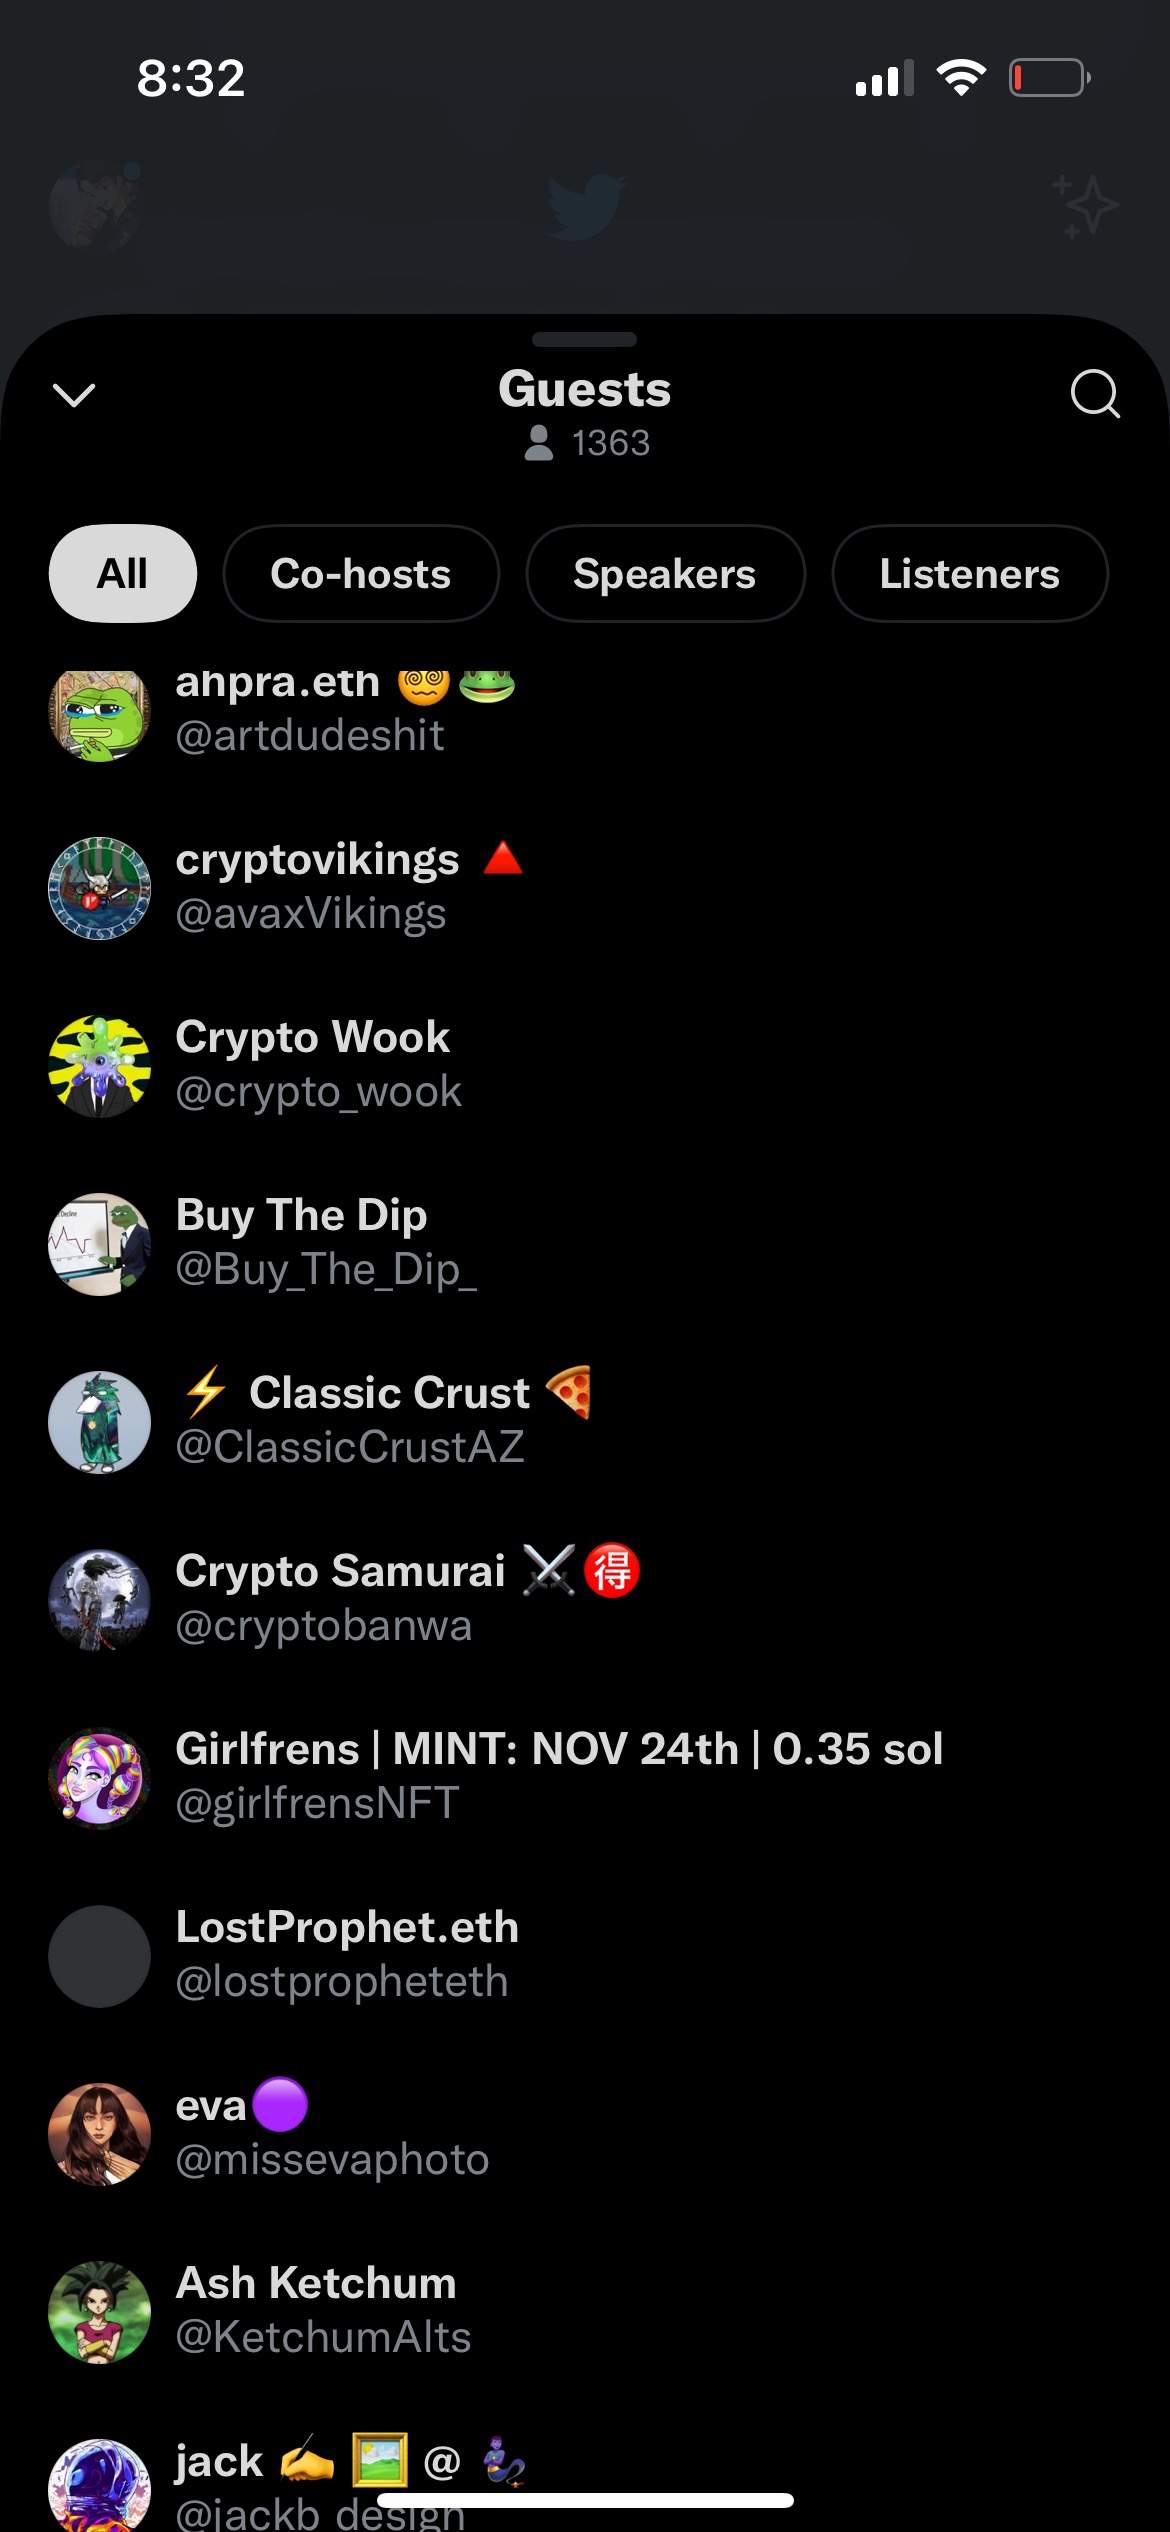 8:32
Guests
1363
All
Co-hosts
Speakers
Listeners
ahpra.eth 😵‍💫🐸
@artdudeshit
cryptovikings 🔺
@avaxVikings
Crypto Wook
@crypto_wook
Buy The Dip
@Buy_The_Dip_
⚡ Classic Crust 🍕
@ClassicCrustAZ
Crypto Samurai ⚔️🉐
@cryptobanwa
Girlfrens | MINT: NOV 24th | 0.35 sol
@girlfrensNFT
LostProphet.eth
@lostpropheteth
eva🟣
@missevaphoto
Ash Ketchum
@KetchumAlts
jack ✍️ 🖼️ @ 🧞‍♂️
@jackb_design